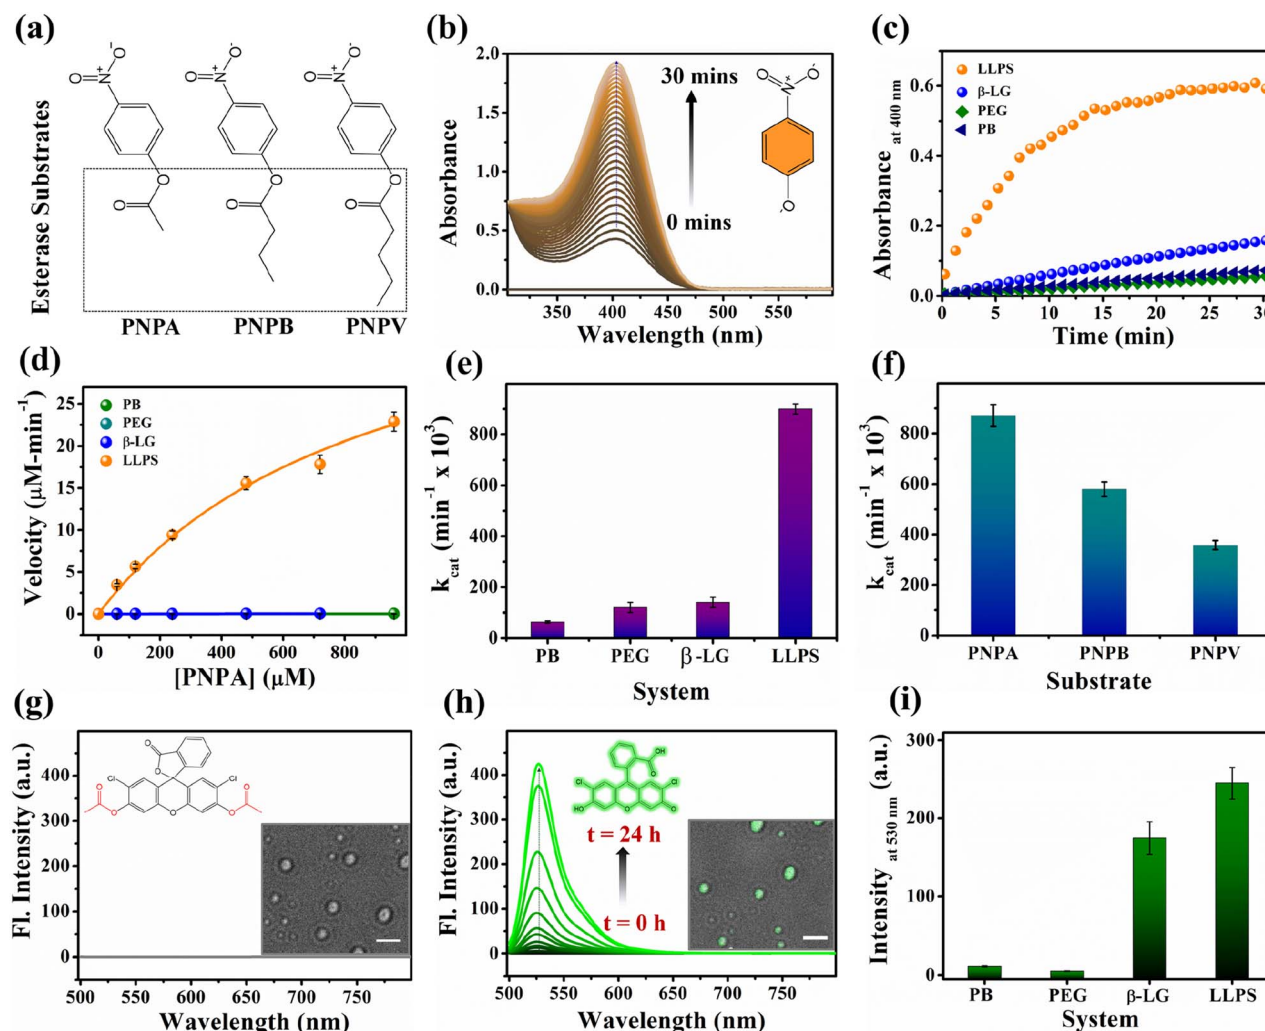 (a)
Esterase Substrates
PNPA PNPB PNPV
(b)
2.0
1.5
1.0
0.5
0.0
Absorbance
30 mins
0 mins
350 400 450 500 550
Wavelength (nm)
(c)
0.6
0.4
0.2
0.0
Absorbance at 400 nm
LLPS
β-LG
PEG
PB
0 5 10 15 20 25 30
Time (min)
(d)
25
20
15
10
5
0
Velocity (μM-min⁻¹)
PB
PEG
β-LG
LLPS
0 200 400 600 800
[PNPA] (μM)
(e)
800
600
400
200
0
kcat (min⁻¹ x 10³)
PB PEG β-LG LLPS
System
(f)
800
600
400
200
0
kcat (min⁻¹ x 10³)
PNPA PNPB PNPV
Substrate
(g)
400
300
200
100
0
Fl. Intensity (a.u.)
O
O
Cl Cl
O O O O O
500 550 600 650 700 750
Wavelength (nm)
(h)
400
300
200
100
0
Fl. Intensity (a.u.)
OH
O
Cl Cl
HO O O
t = 24 h
t = 0 h
500 550 600 650 700 750
Wavelength (nm)
(i)
300
200
100
0
Intensity at 530 nm (a.u.)
PB PEG β-LG LLPS
System